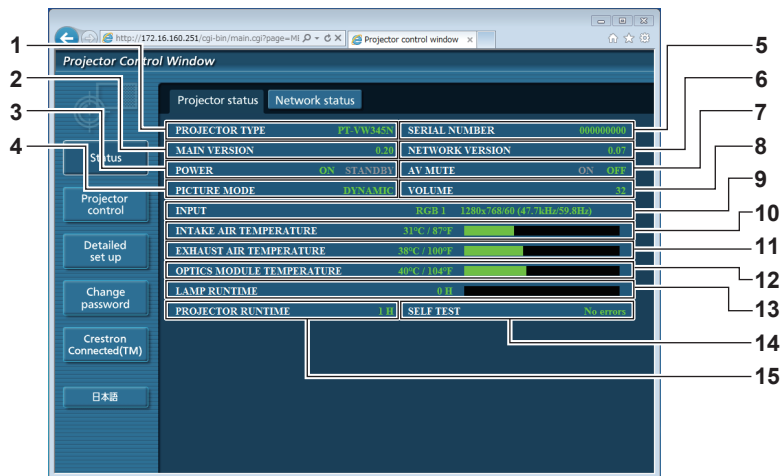 http://172.16.160.251/cgi-bin/main.cgi?page=ME
Projector control window
Projector Control Window
Projector status
Network status
PROJECTOR TYPE PT-VW345N
SERIAL NUMBER 000000000
MAIN VERSION 0.20
NETWORK VERSION 0.07
POWER ON STANDBY
AV MUTE ON OFF
PICTURE MODE DYNAMIC
VOLUME 32
INPUT RGB 1 1280x768/60 (47.7kHz/59.8Hz)
INTAKE AIR TEMPERATURE 31°C / 87°F
EXHAUST AIR TEMPERATURE 38°C / 100°F
OPTICS MODULE TEMPERATURE 40°C / 104°F
LAMP RUNTIME 0 H
PROJECTOR RUNTIME 1 H
SELF TEST No errors
Status
Projector
control
Detailed
set up
Change
password
Crestron
Connected(TM)
日本語
1
2
3
4
5
6
7
8
9
10
11
12
13
14
15